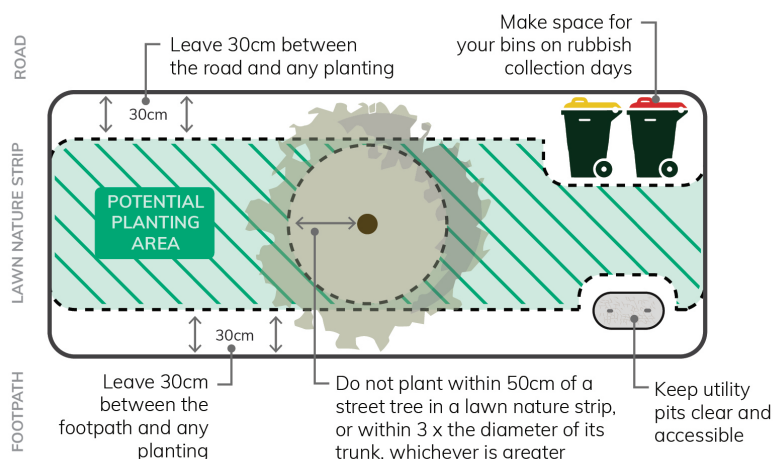 ROAD
Leave 30cm between
the road and any planting
Make space for
your bins on rubbish
collection days
30cm
LAWN NATURE STRIP
POTENTIAL
PLANTING
AREA
30cm
FOOTPATH
Leave 30cm
between the
footpath and any
planting
Do not plant within 50cm of a
street tree in a lawn nature strip,
or within 3 x the diameter of its
trunk, whichever is greater
Keep utility
pits clear and
accessible